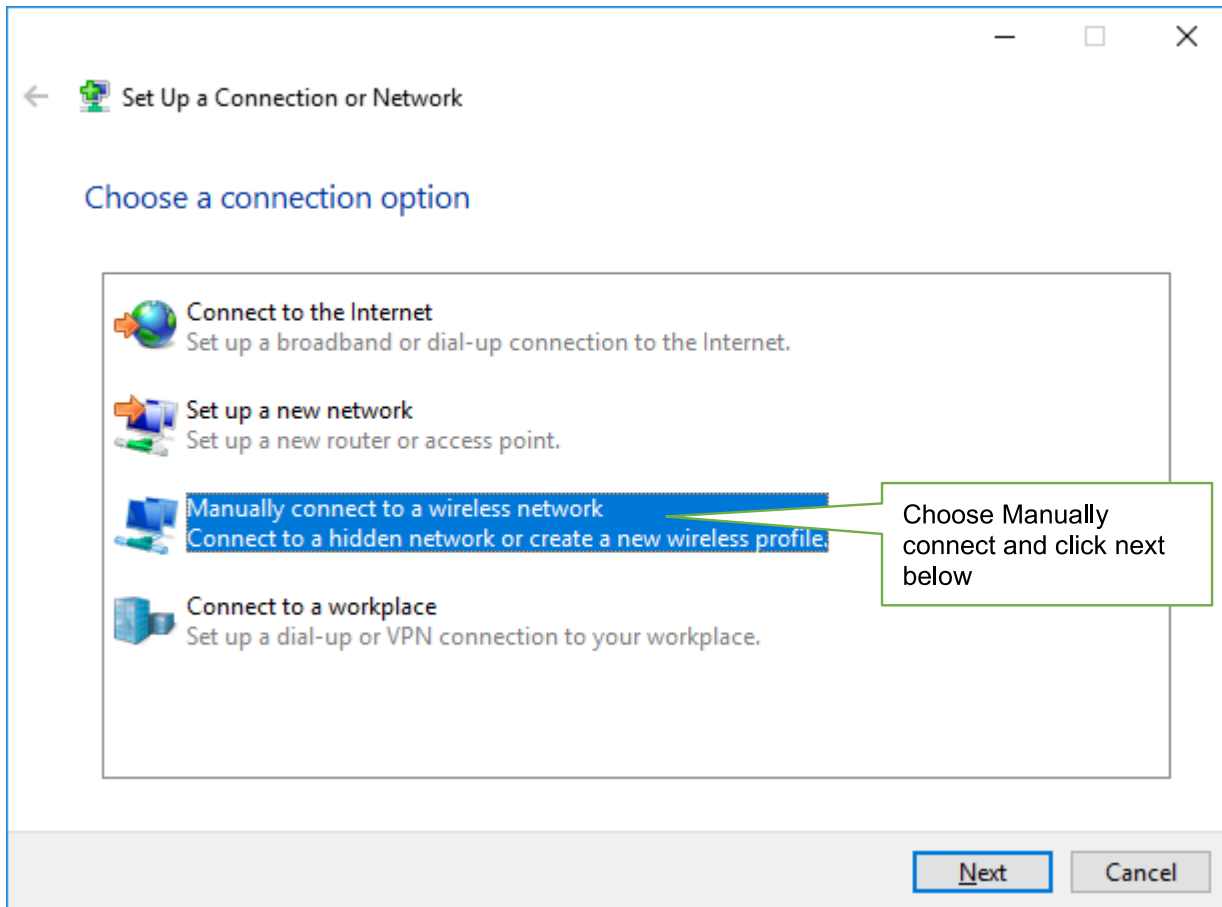 Set Up a Connection or Network
Choose a connection option
Connect to the Internet
Set up a broadband or dial-up connection to the Internet.
Set up a new network
Set up a new router or access point.
Manually connect to a wireless network
Connect to a hidden network or create a new wireless profile.
Choose Manually
connect and click next
below
Connect to a workplace
Set up a dial-up or VPN connection to your workplace.
Next
Cancel